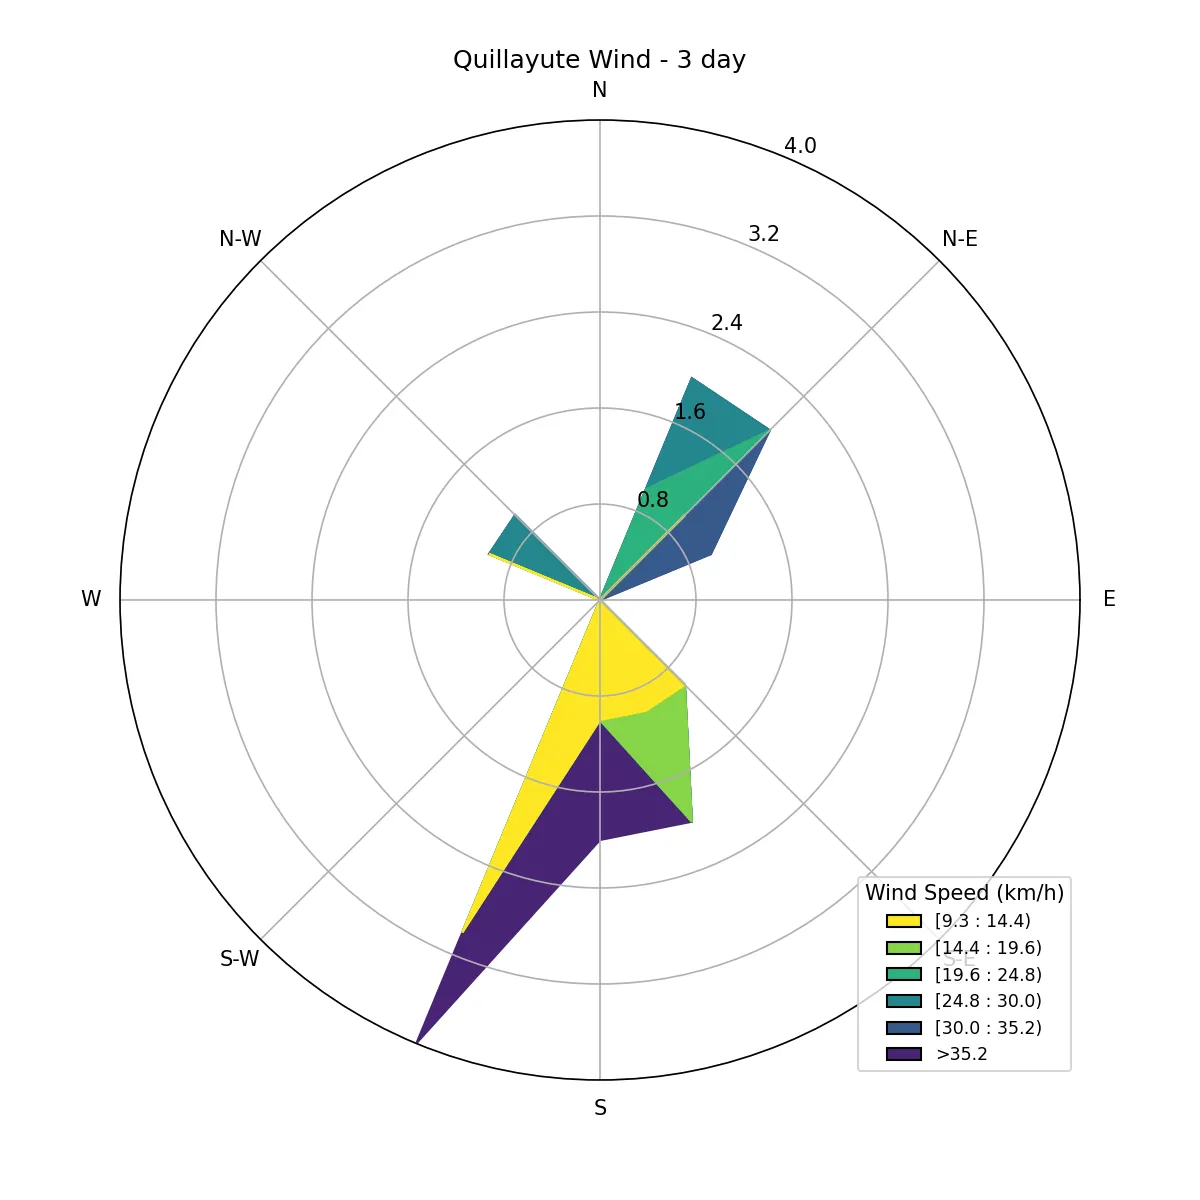 Quillayute Wind - 3 day
N
4.0
N-W
3.2
N-E
2.4
1.6
0.8
W
E
S-W
S-E
S
Wind Speed (km/h)
[9.3 : 14.4)
[14.4 : 19.6)
[19.6 : 24.8)
[24.8 : 30.0)
[30.0 : 35.2)
>35.2